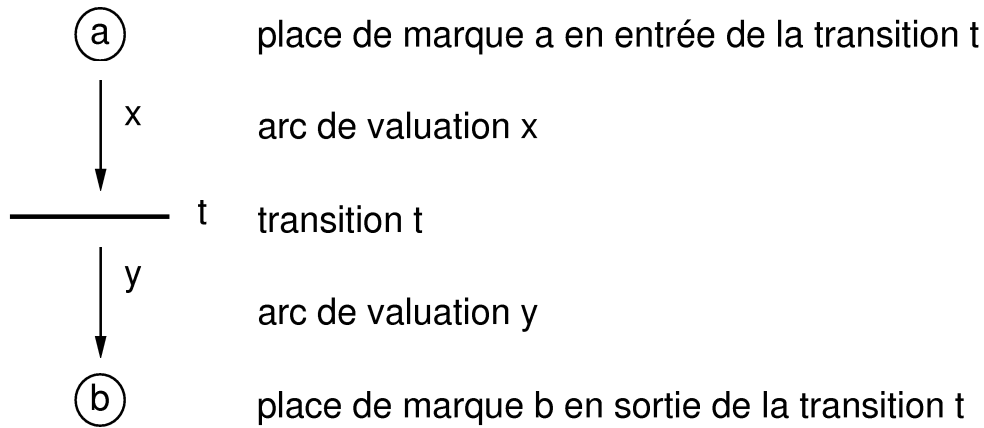 a place de marque a en entrée de la transition t
x
arc de valuation x
t transition t
y
arc de valuation y
b place de marque b en sortie de la transition t